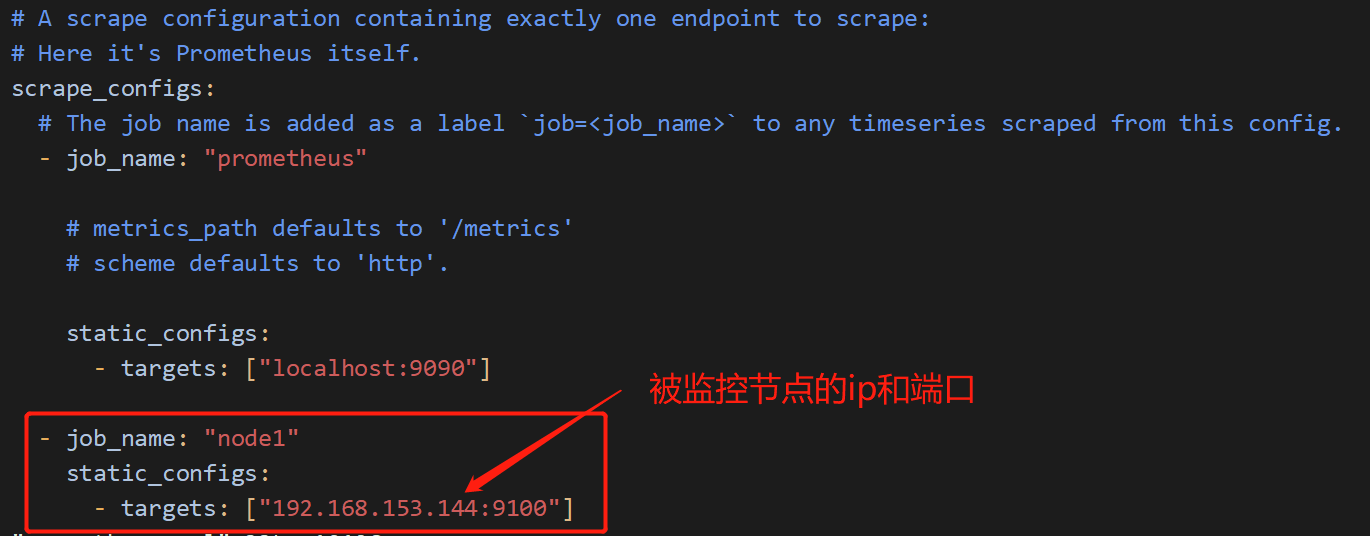 # A scrape configuration containing exactly one endpoint to scrape:
# Here it's Prometheus itself.
scrape_configs:
  # The job name is added as a label `job=<job_name>` to any timeseries scraped from this config.
  - job_name: "prometheus"
    # metrics_path defaults to '/metrics'
    # scheme defaults to 'http'.
    static_configs:
      - targets: ["localhost:9090"]
被监控节点的ip和端口
  - job_name: "node1"
    static_configs:
      - targets: ["192.168.153.144:9100"]